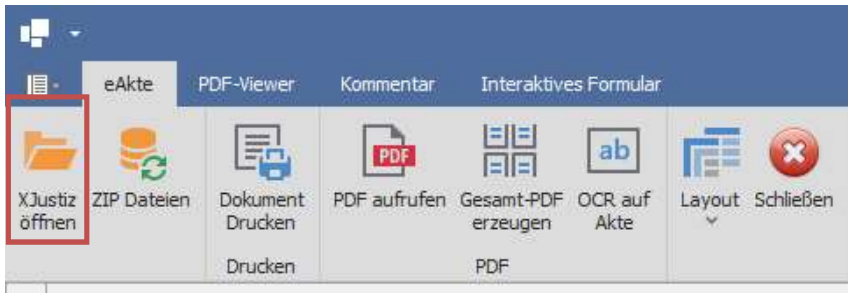 eAkte PDF-Viewer Kommentar Interaktives Formular
XJustiz öffnen
ZIP Dateien
Dokument Drucken
PDF
PDF aufrufen
Gesamt-PDF erzeugen
ab
OCR auf Akte
Layout
Schließen
Drucken
PDF